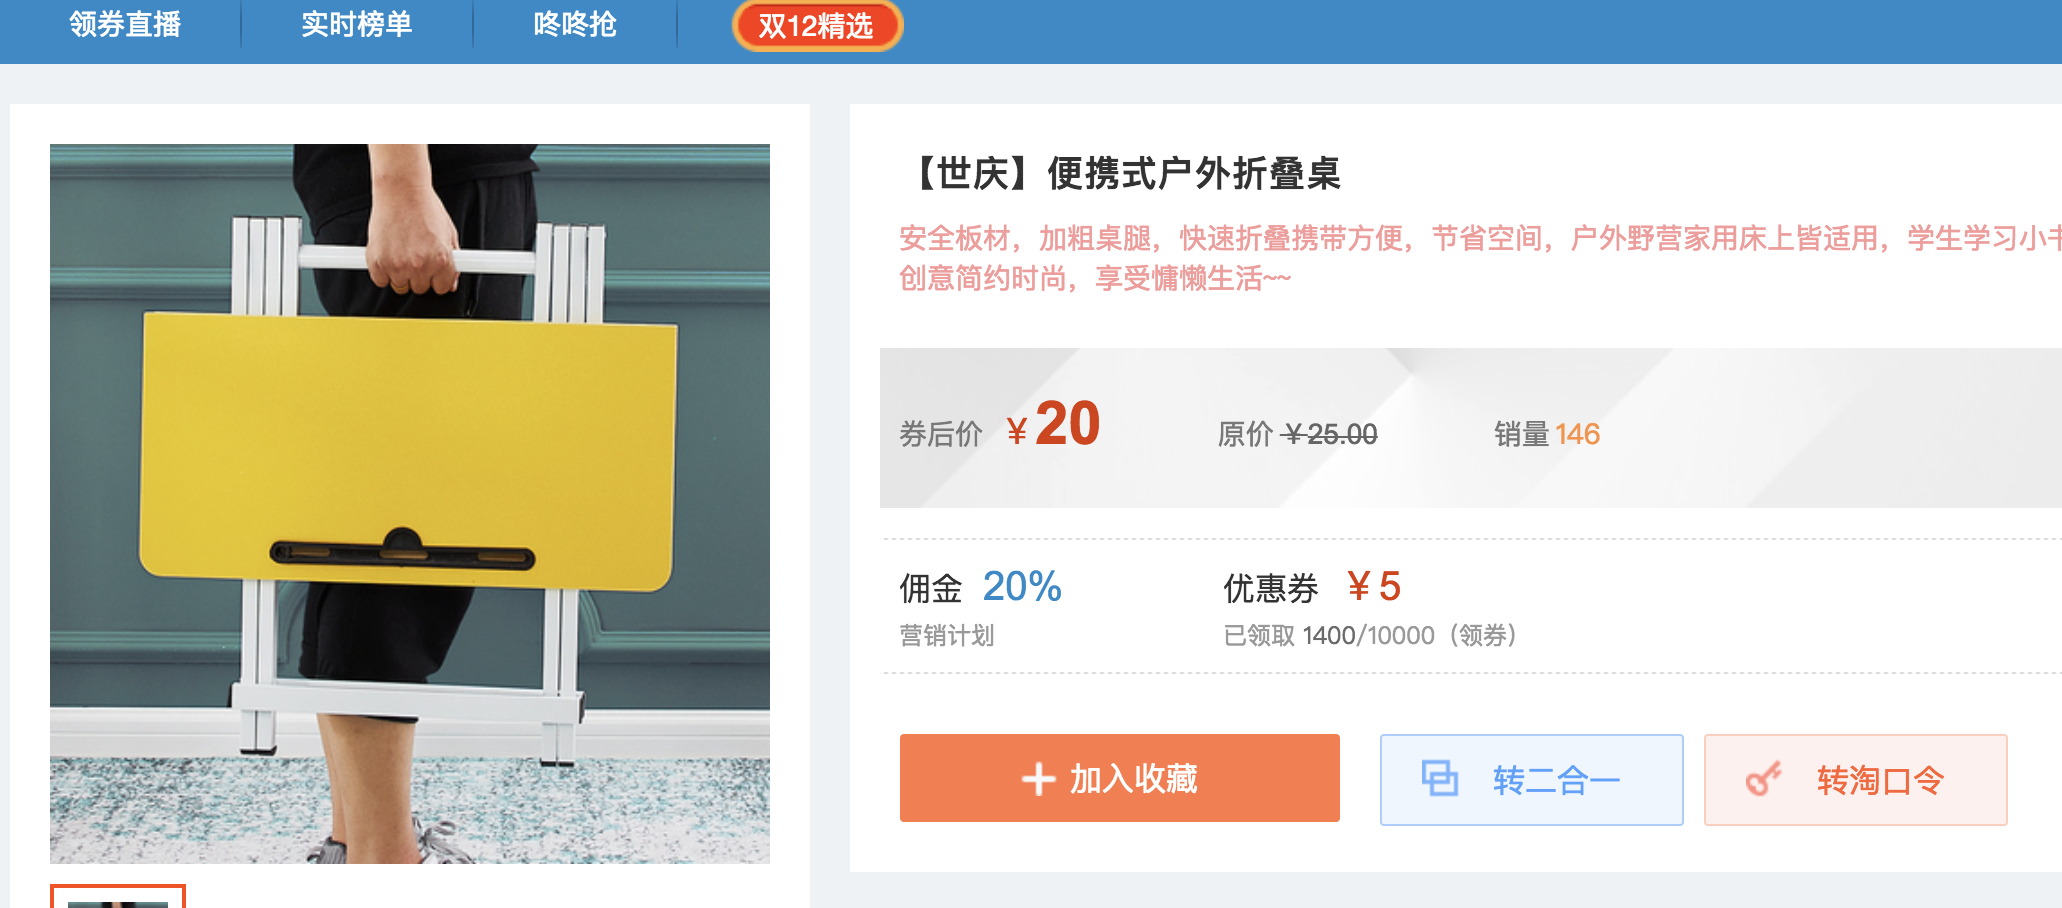 领券直播
实时榜单
咚咚抢
双12精选
【世庆】便携式户外折叠桌
安全板材，加粗桌腿，快速折叠携带方便，节省空间，户外野营家用床上皆适用，学生学习小
创意简约时尚，享受慵懒生活~~
券后价 ¥20
原价 ¥25.00
销量 146
佣金 20%
优惠券 ¥5
营销计划
已领取 1400/10000（领券）
加入收藏
转二合一
转淘口令